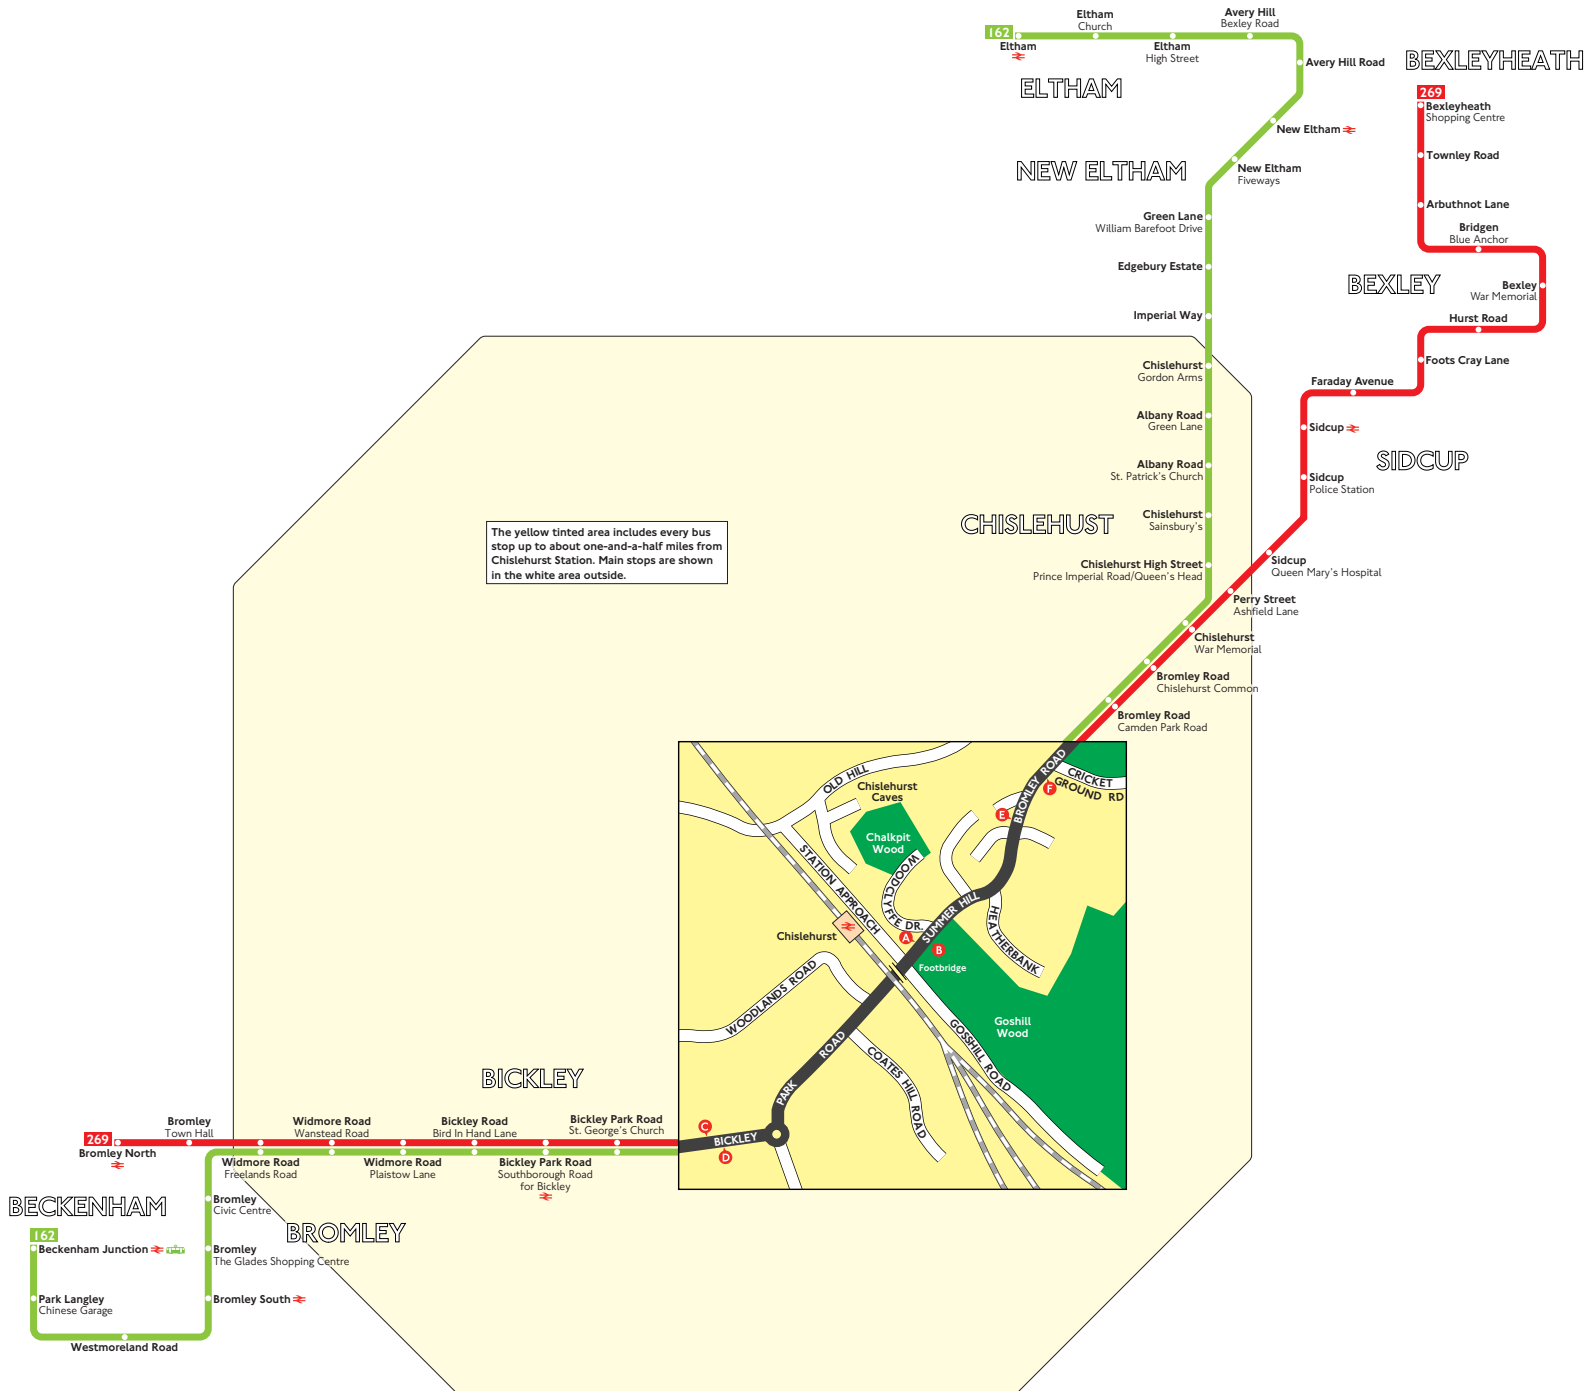 162
Eltham
Eltham
Church
Eltham
High Street
Avery Hill
Bexley Road
Avery Hill Road
ELTHAM
New Eltham
NEW ELTHAM
New Eltham
Fiveways
Green Lane
William Barefoot Drive
Edgebury Estate
Imperial Way
Chislehurst
Gordon Arms
Albany Road
Green Lane
Albany Road
St. Patrick's Church
CHISLEHUST
Chislehurst
Sainsbury's
Chislehurst High Street
Prince Imperial Road/Queen's Head
BEXLEYHEATH
269
Bexleyheath
Shopping Centre
Townley Road
Arbuthnot Lane
Bridgen
Blue Anchor
BEXLEY
Bexley
War Memorial
Hurst Road
Foots Cray Lane
Faraday Avenue
Sidcup
SIDCUP
Sidcup
Police Station
Sidcup
Queen Mary's Hospital
Perry Street
Ashfield Lane
Chislehurst
War Memorial
Bromley Road
Chislehurst Common
Bromley Road
Camden Park Road
The yellow tinted area includes every bus
stop up to about one-and-a-half miles from
Chislehurst Station. Main stops are shown
in the white area outside.
OLD HILL
Chislehurst
Caves
Chalkpit
Wood
BROMLEY ROAD
CRICKET
GROUND RD
F
E
STATION APPROACH
WOODCLYFFE DR.
SUMMER HILL
HEATHERBANK
A
B
Footbridge
Chislehurst
WOODLANDS ROAD
Goshill
Wood
GOSSHILL ROAD
COATES HILL ROAD
PARK ROAD
BICKLEY
C
D
BICKLEY
269
Bromley North
Bromley
Town Hall
Widmore Road
Wanstead Road
Bickley Road
Bird In Hand Lane
Bickley Park Road
St. George's Church
Widmore Road
Freelands Road
Widmore Road
Plaistow Lane
Bickley Park Road
Southborough Road
for Bickley
BECKENHAM
162
Beckenham Junction
Park Langley
Chinese Garage
Westmoreland Road
Bromley
Civic Centre
BROMLEY
Bromley
The Glades Shopping Centre
Bromley South